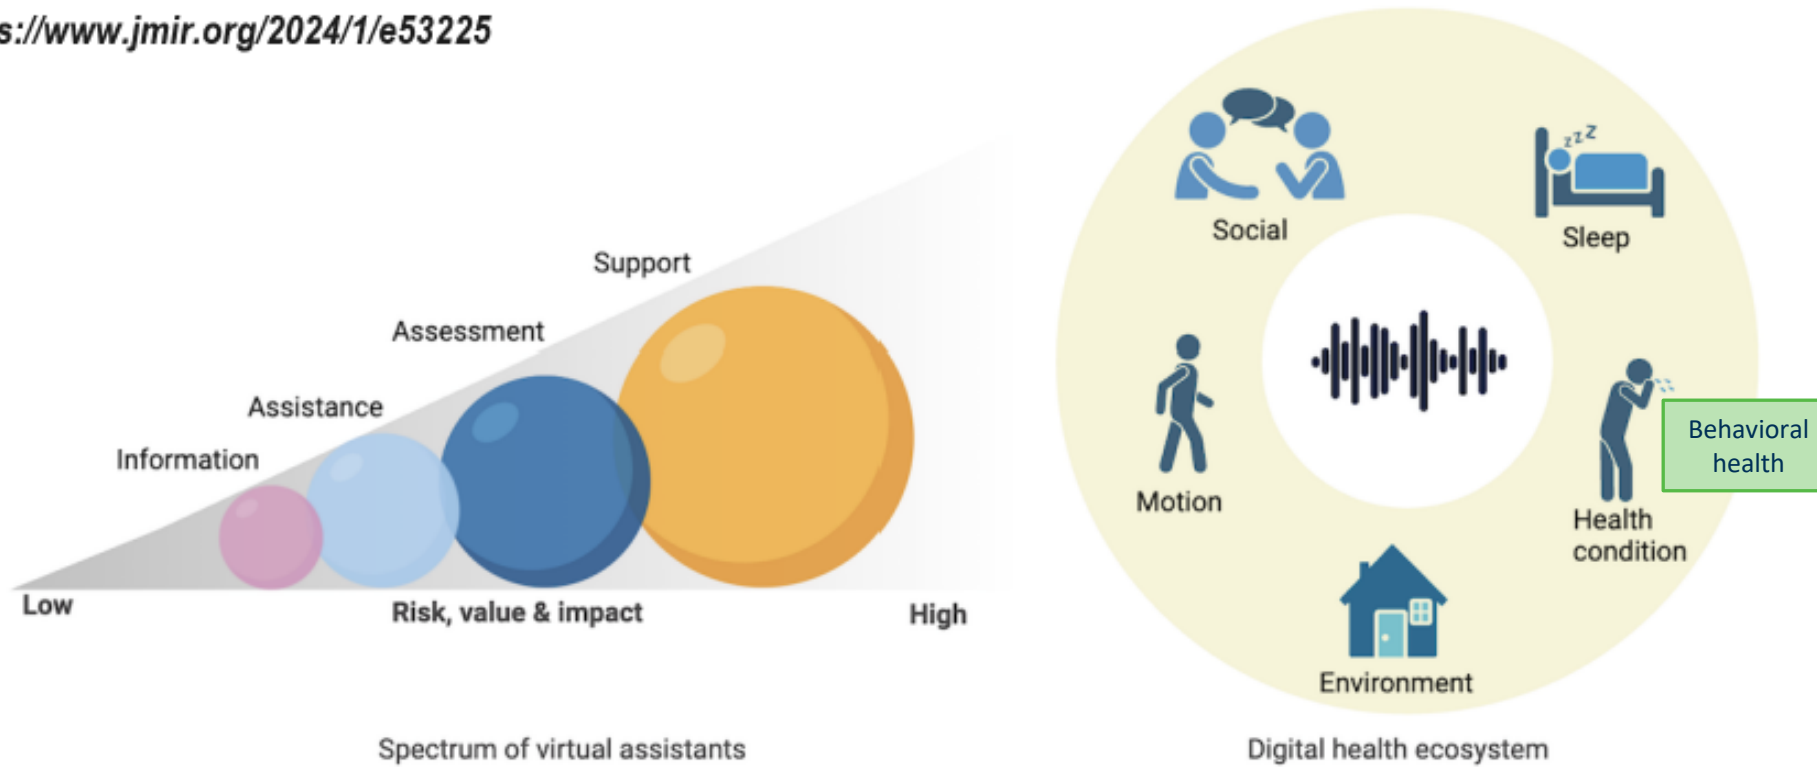 s://www.jmir.org/2024/1/e53225
Support
Assessment
Assistance
Information
Low
Risk, value & impact
High
Spectrum of virtual assistants
zzZ
Social
Sleep
Motion
Behavioral
health
Health
condition
Environment
Digital health ecosystem